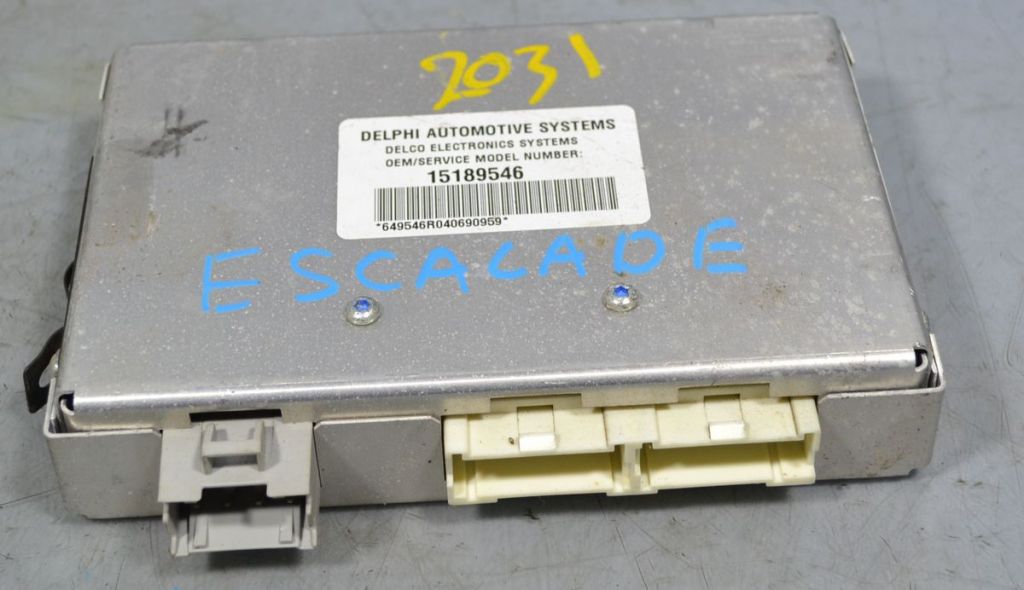 2031
DELPHI AUTOMOTIVE SYSTEMS
DELCO ELECTRONICS SYSTEMS
OEM/SERVICE MODEL NUMBER:
15189546
*649546R040690959*
ESCALADE